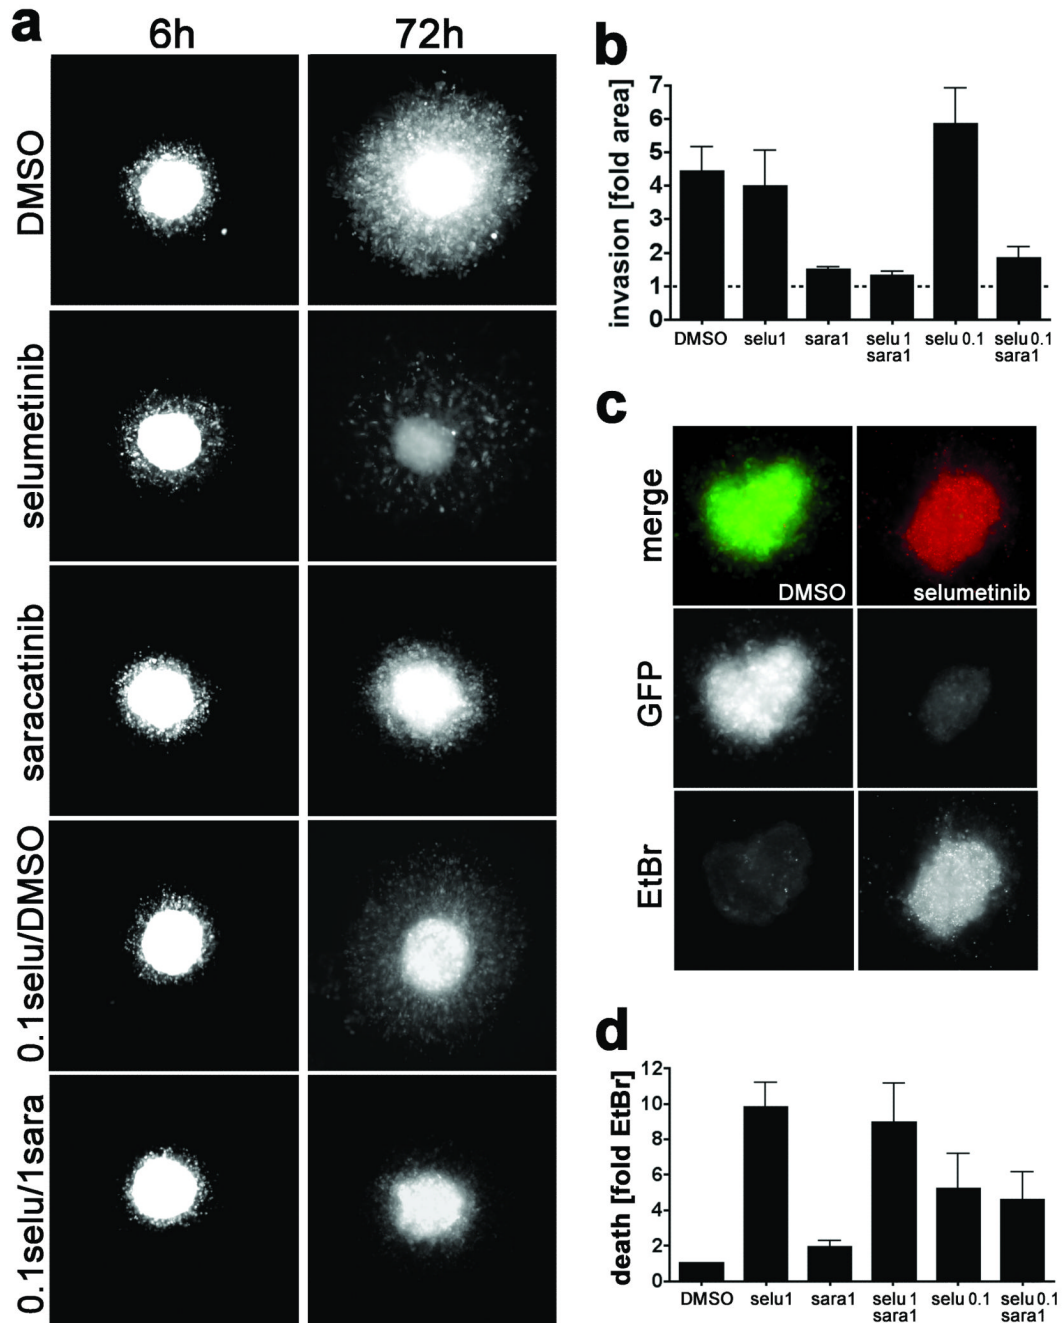 a
6h 72h
DMSO
selumetinib
saracatinib
0.1selu/DMSO
0.1selu/1sara
b
invasion [fold area]
7
6
5
4
3
2
1
0
DMSO selu1 sara1 selu 1 selu 0.1 selu 0.1
sara1 sara1
c
merge
DMSO selumetinib
GFP
EtBr
d
death [fold EtBr]
12
10
8
6
4
2
0
DMSO selu1 sara1 selu 1 selu 0.1 selu 0.1
sara1 sara1